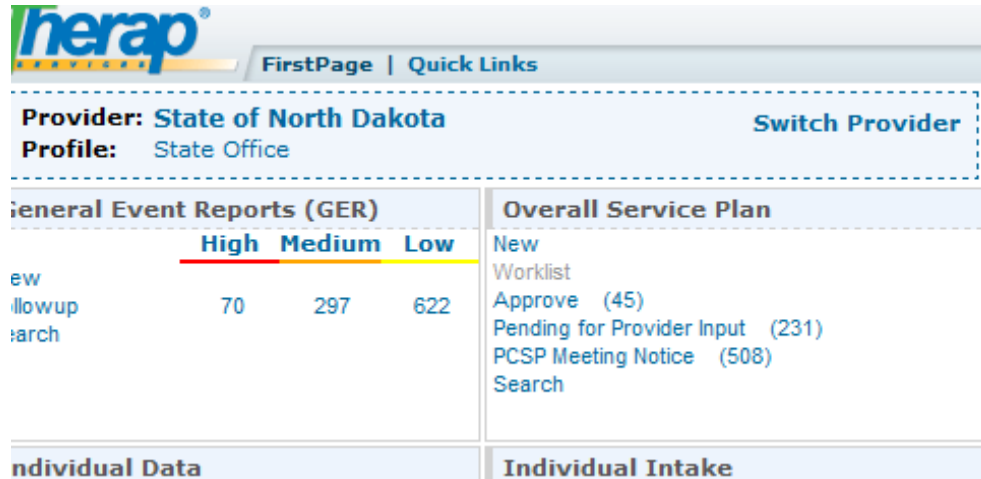 Therap®
SERVICES
FirstPage | Quick Links
Provider: State of North Dakota
Switch Provider
Profile: State Office
General Event Reports (GER)
High Medium Low
ew
ollowup 70 297 622
earch
Overall Service Plan
New
Worklist
Approve (45)
Pending for Provider Input (231)
PCSP Meeting Notice (508)
Search
ndividual Data
Individual Intake